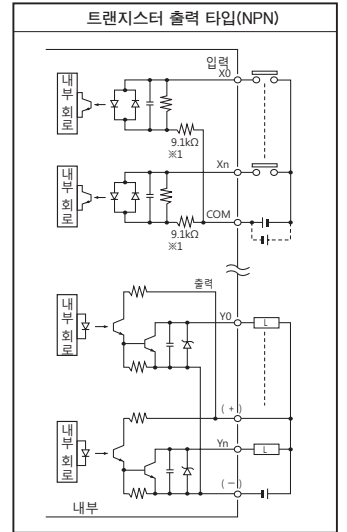 트랜지스터 출력 타입(NPN)
입력
X0
내부회로
9.1kΩ
※1
Xn
내부회로
COM
9.1kΩ
※1
출력
Y0
L
내부회로
( + )
Yn
L
내부회로
( − )
내부